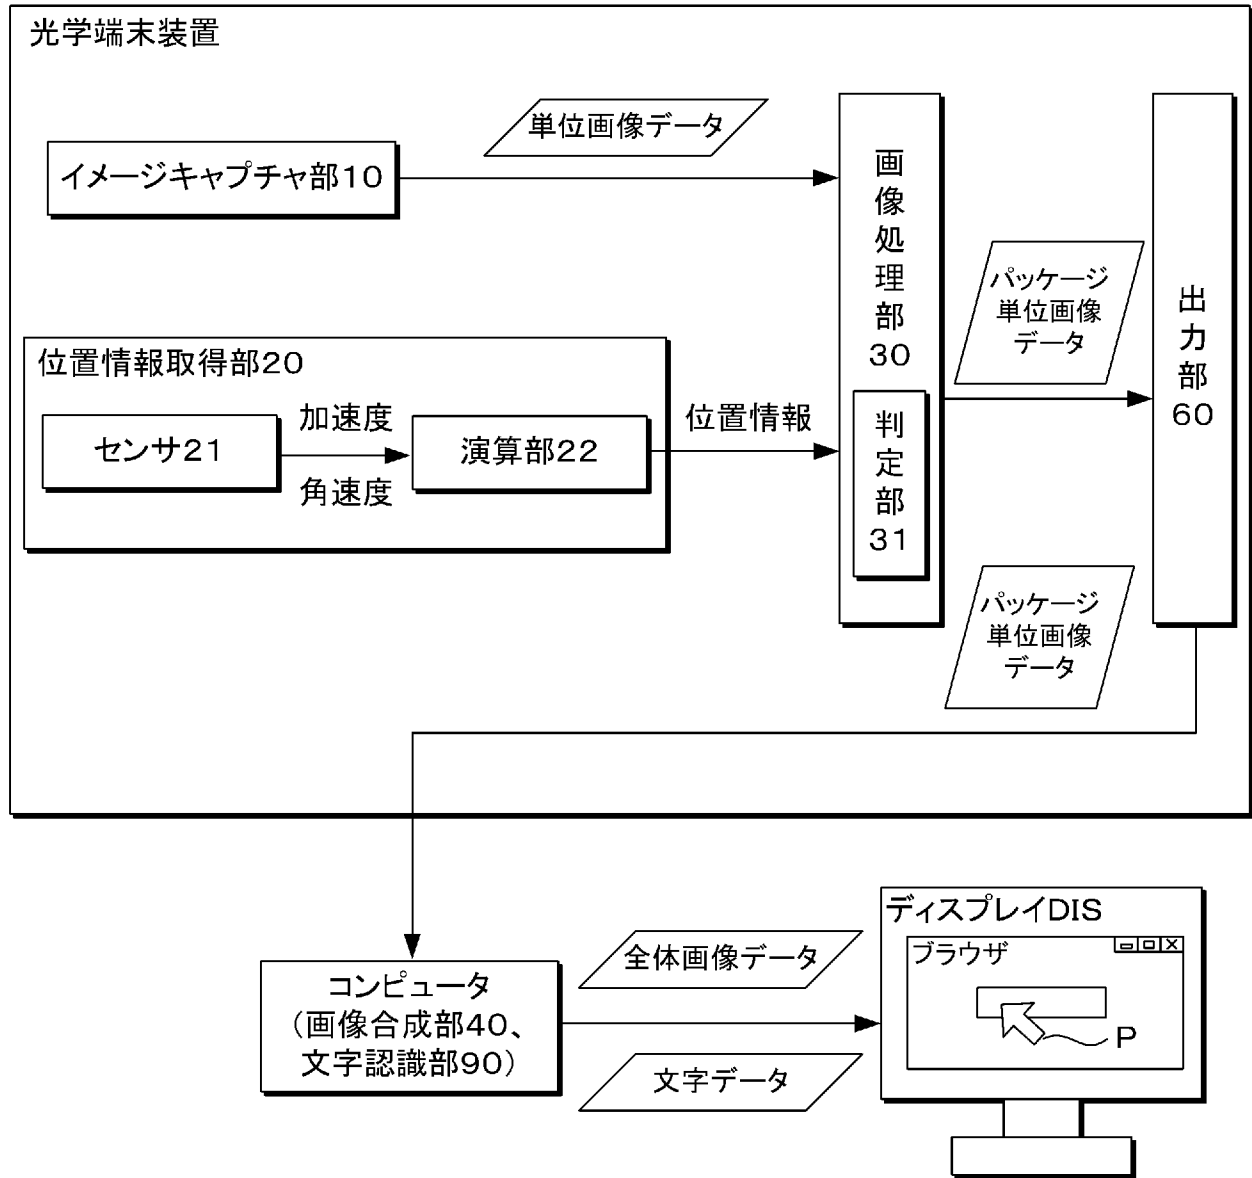 光学端末装置
単位画像データ
イメージキャプチャ部10
画像処理部30
パッケージ
単位画像
データ
出力部60
位置情報取得部20
センサ21
加速度
角速度
演算部22
位置情報
判定部31
パッケージ
単位画像
データ
コンピュータ
(画像合成部40、
文字認識部90)
全体画像データ
文字データ
ディスプレイDIS
ブラウザ
P